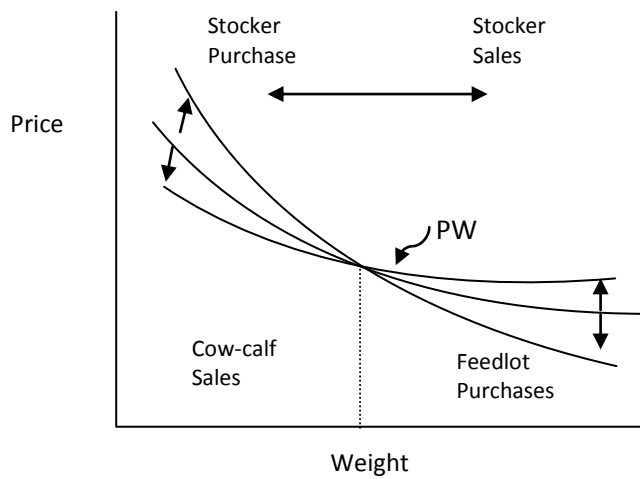 Stocker
Purchase
Stocker
Sales
Price
PW
Cow-calf
Sales
Feedlot
Purchases
Weight